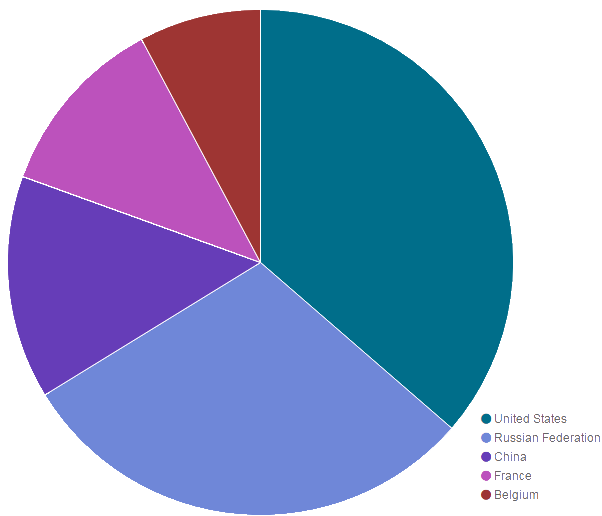 United States
Russian Federation
China
France
Belgium